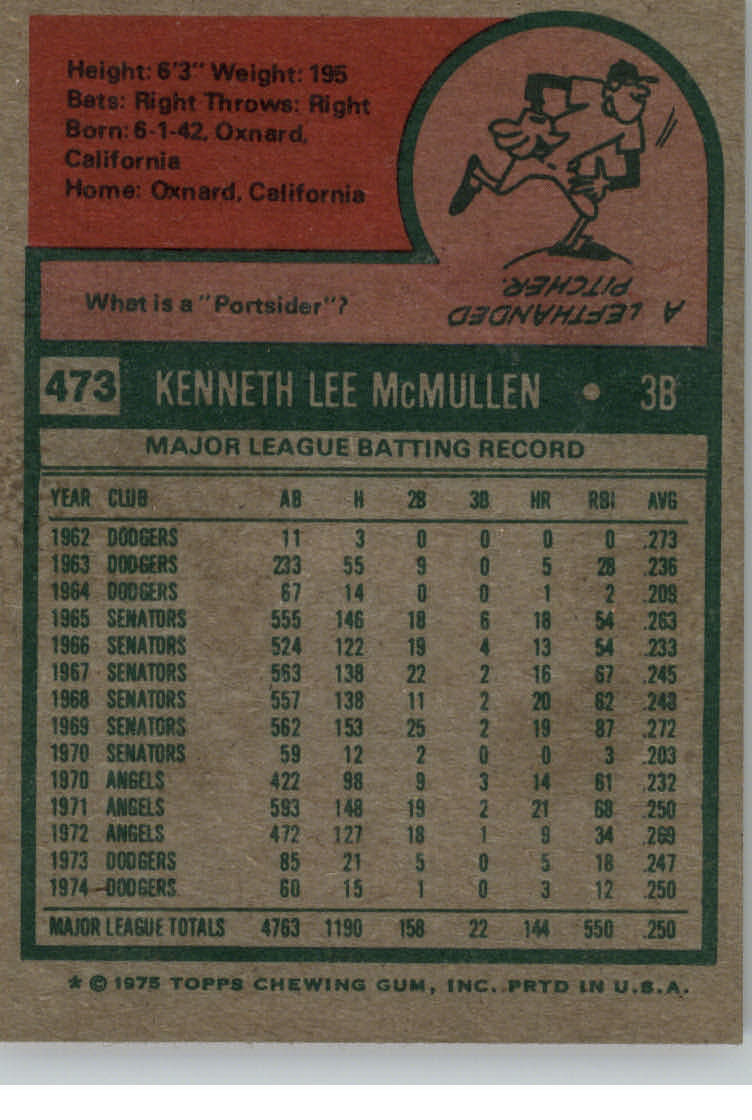 Height: 6'3" Weight: 195
Bats: Right Throws: Right
Born: 6-1-42, Oxnard,
California
Home: Oxnard, California
What is a "Portsider"?
A LEFTHANDED
PITCHER.
473 KENNETH LEE McMULLEN • 3B
MAJOR LEAGUE BATTING RECORD
YEAR CLUB AB H 2B 3B HR RBI AVG
1962 DODGERS 11 3 0 0 0 0 .273
1963 DODGERS 233 55 9 0 5 28 .236
1964 DODGERS 67 14 0 0 1 2 .209
1965 SENATORS 555 146 18 6 18 54 .263
1966 SENATORS 524 122 19 4 13 54 .233
1967 SENATORS 563 138 22 2 16 67 .245
1968 SENATORS 557 138 11 2 20 62 .248
1969 SENATORS 562 153 25 2 19 87 .272
1970 SENATORS 59 12 2 0 0 3 .203
1970 ANGELS 422 98 9 3 14 61 .232
1971 ANGELS 593 148 19 2 21 68 .250
1972 ANGELS 472 127 18 1 9 34 .269
1973 DODGERS 85 21 5 0 5 18 .247
1974 DODGERS 60 15 1 0 3 12 .250
MAJOR LEAGUE TOTALS 4763 1190 158 22 144 550 .250
* © 1975 TOPPS CHEWING GUM, INC. PRTD IN U.S.A.